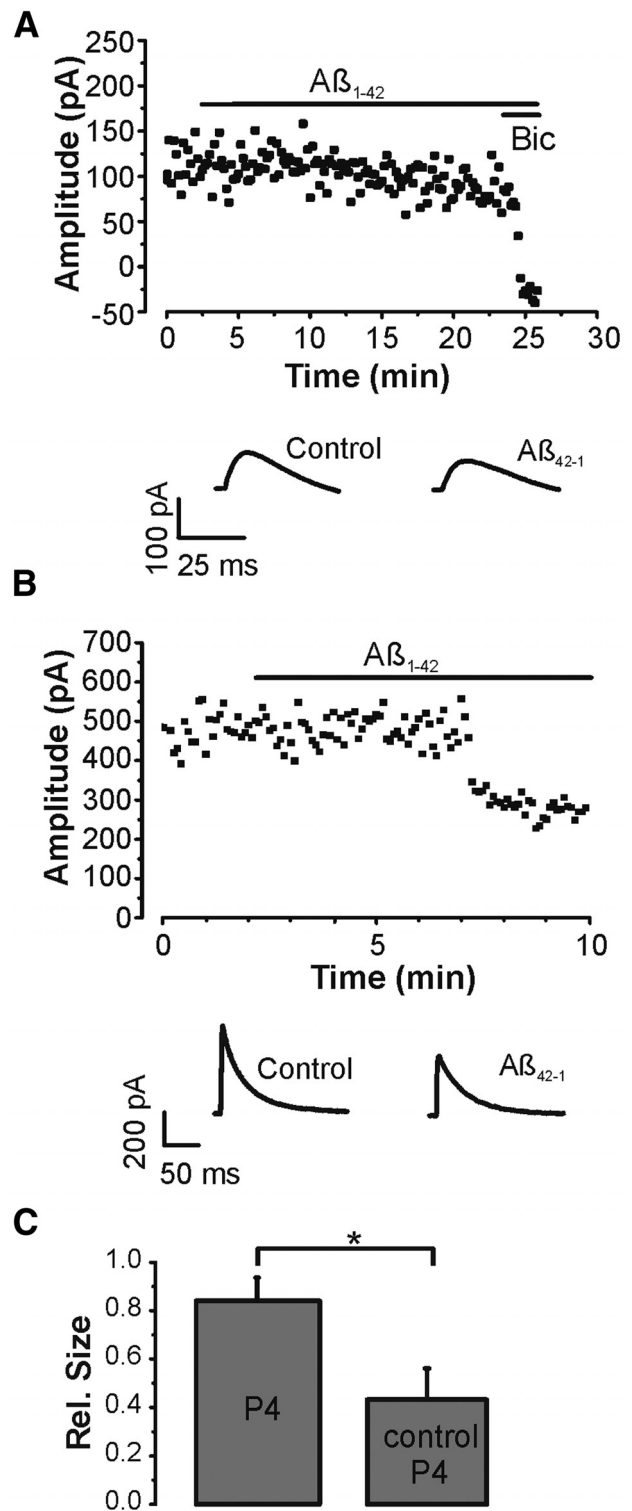 A
250
200
150
100
50
0
-50
Amplitude (pA)
Aß1-42
Bic
0 5 10 15 20 25 30
Time (min)
Control
Aß42-1
100 pA
25 ms
B
700
600
500
400
300
200
100
0
Amplitude (pA)
Aß1-42
0 5 10
Time (min)
Control
Aß42-1
200 pA
50 ms
C
*
1.0
0.8
0.6
0.4
0.2
0.0
Rel. Size
P4
control
P4